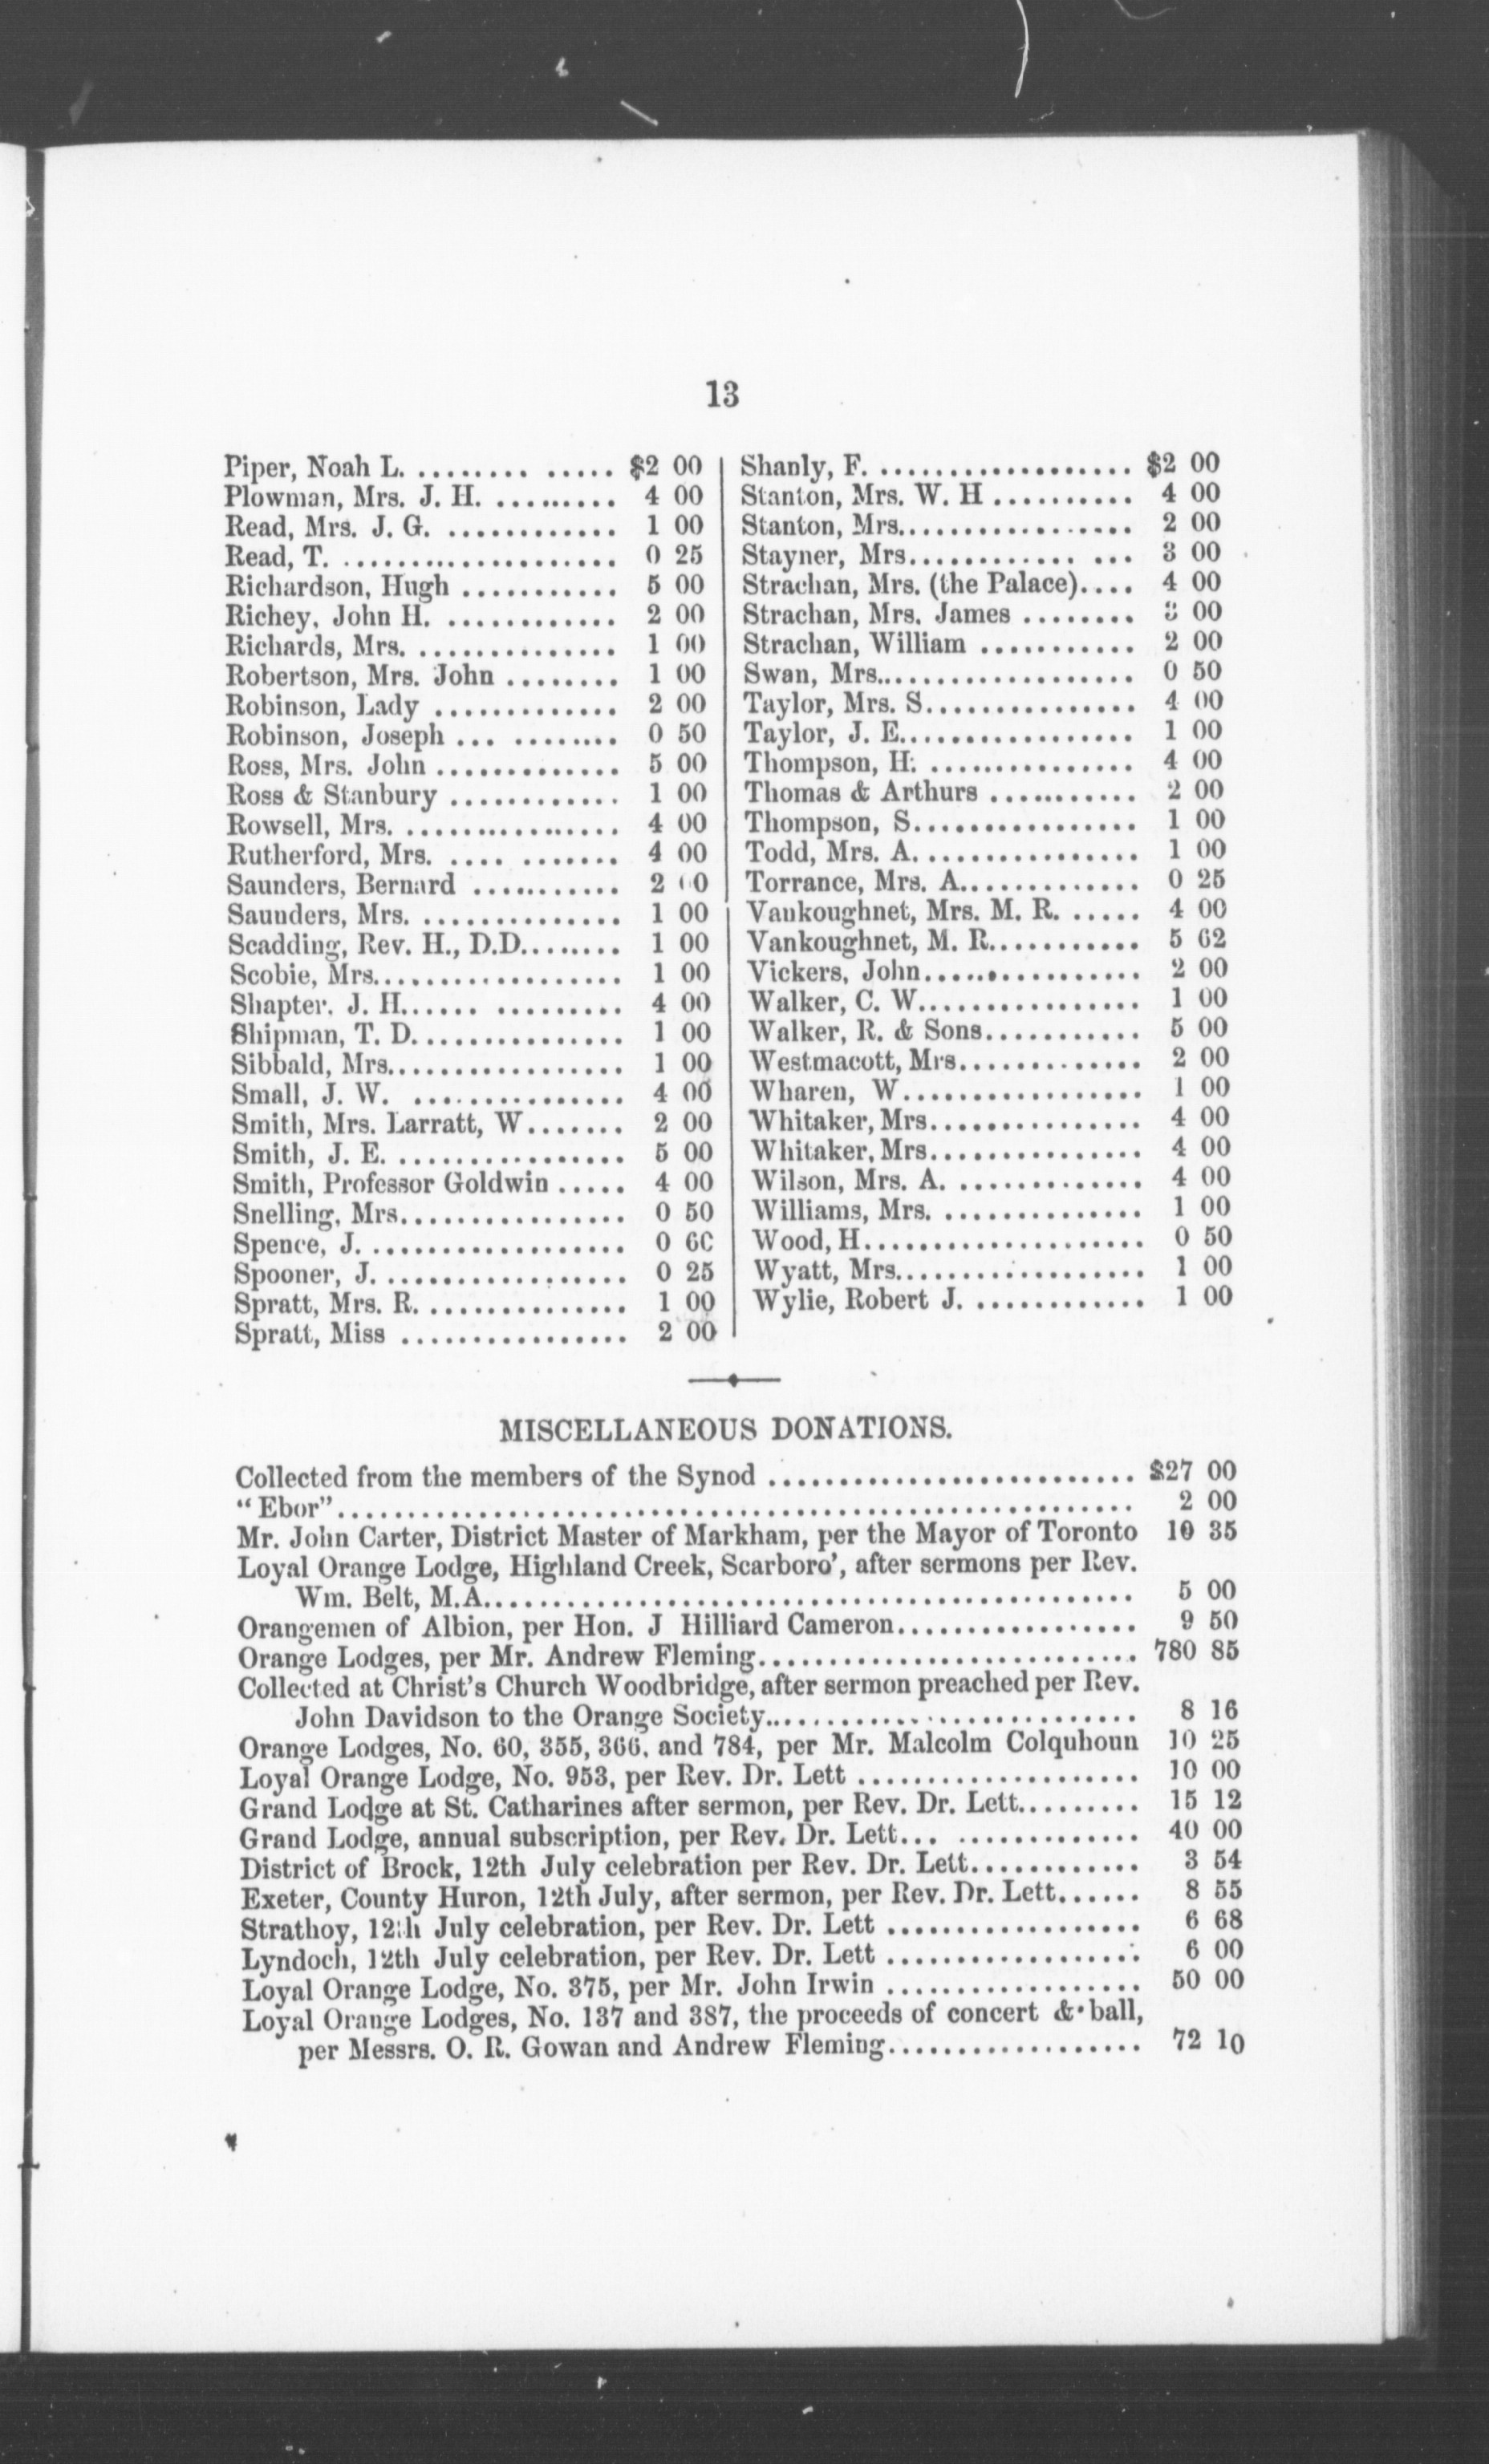 13
Piper, Noah L. ......... ..... $2 00
Plowman, Mrs. J. H. .......... 4 00
Read, Mrs. J. G. ............ 1 00
Read, T. .................... 0 25
Richardson, Hugh ........... 5 00
Richey, John H. ............ 2 00
Richards, Mrs. .............. 1 00
Robertson, Mrs. John ........ 1 00
Robinson, Lady ............. 2 00
Robinson, Joseph ... ........ 0 50
Ross, Mrs. John ............. 5 00
Ross & Stanbury ............ 1 00
Rowsell, Mrs. ............... 4 00
Rutherford, Mrs. .... ....... 4 00
Saunders, Bernard ........... 2 00
Saunders, Mrs. .............. 1 00
Scadding, Rev. H., D.D........ 1 00
Scobie, Mrs.................. 1 00
Shapter, J. H...... ......... 4 00
Shipman, T. D. .............. 1 00
Sibbald, Mrs................. 1 00
Small, J. W. ............... 4 00
Smith, Mrs. Larratt, W....... 2 00
Smith, J. E. ................ 5 00
Smith, Professor Goldwin ..... 4 00
Snelling, Mrs................ 0 50
Spence, J. .................. 0 60
Spooner, J. ................. 0 25
Spratt, Mrs. R. .............. 1 00
Spratt, Miss ................ 2 00
Shanly, F. .................. $2 00
Stanton, Mrs. W. H .......... 4 00
Stanton, Mrs................. 2 00
Stayner, Mrs............ ... 3 00
Strachan, Mrs. (the Palace).... 4 00
Strachan, Mrs. James ........ 3 00
Strachan, William ........... 2 00
Swan, Mrs................... 0 50
Taylor, Mrs. S............... 4 00
Taylor, J. E................. 1 00
Thompson, H. ............... 4 00
Thomas & Arthurs ........... 2 00
Thompson, S................ 1 00
Todd, Mrs. A. ............... 1 00
Torrance, Mrs. A............. 0 25
Vankoughnet, Mrs. M. R. ..... 4 00
Vankoughnet, M. R........... 5 62
Vickers, John................ 2 00
Walker, C. W................ 1 00
Walker, R. & Sons........... 5 00
Westmacott, Mrs............. 2 00
Wharen, W................. 1 00
Whitaker, Mrs............... 4 00
Whitaker, Mrs............... 4 00
Wilson, Mrs. A. ............. 4 00
Williams, Mrs. .............. 1 00
Wood, H.................... 0 50
Wyatt, Mrs.................. 1 00
Wylie, Robert J. ............ 1 00
MISCELLANEOUS DONATIONS.
Collected from the members of the Synod .......................... $27 00
"Ebor"........................................................ 2 00
Mr. John Carter, District Master of Markham, per the Mayor of Toronto 10 35
Loyal Orange Lodge, Highland Creek, Scarboro', after sermons per Rev.
Wm. Belt, M.A.............................................. 5 00
Orangemen of Albion, per Hon. J Hilliard Cameron................. 9 50
Orange Lodges, per Mr. Andrew Fleming........................... 780 85
Collected at Christ's Church Woodbridge, after sermon preached per Rev.
John Davidson to the Orange Society.......................... 8 16
Orange Lodges, No. 60, 355, 366, and 784, per Mr. Malcolm Colquhoun 10 25
Loyal Orange Lodge, No. 953, per Rev. Dr. Lett .................... 10 00
Grand Lodge at St. Catharines after sermon, per Rev. Dr. Lett......... 15 12
Grand Lodge, annual subscription, per Rev. Dr. Lett... ............. 40 00
District of Brock, 12th July celebration per Rev. Dr. Lett............ 3 54
Exeter, County Huron, 12th July, after sermon, per Rev. Dr. Lett...... 8 55
Strathoy, 12th July celebration, per Rev. Dr. Lett .................. 6 68
Lyndoch, 12th July celebration, per Rev. Dr. Lett .................. 6 00
Loyal Orange Lodge, No. 375, per Mr. John Irwin .................. 50 00
Loyal Orange Lodges, No. 137 and 387, the proceeds of concert & ball,
per Messrs. O. R. Gowan and Andrew Fleming.................. 72 10